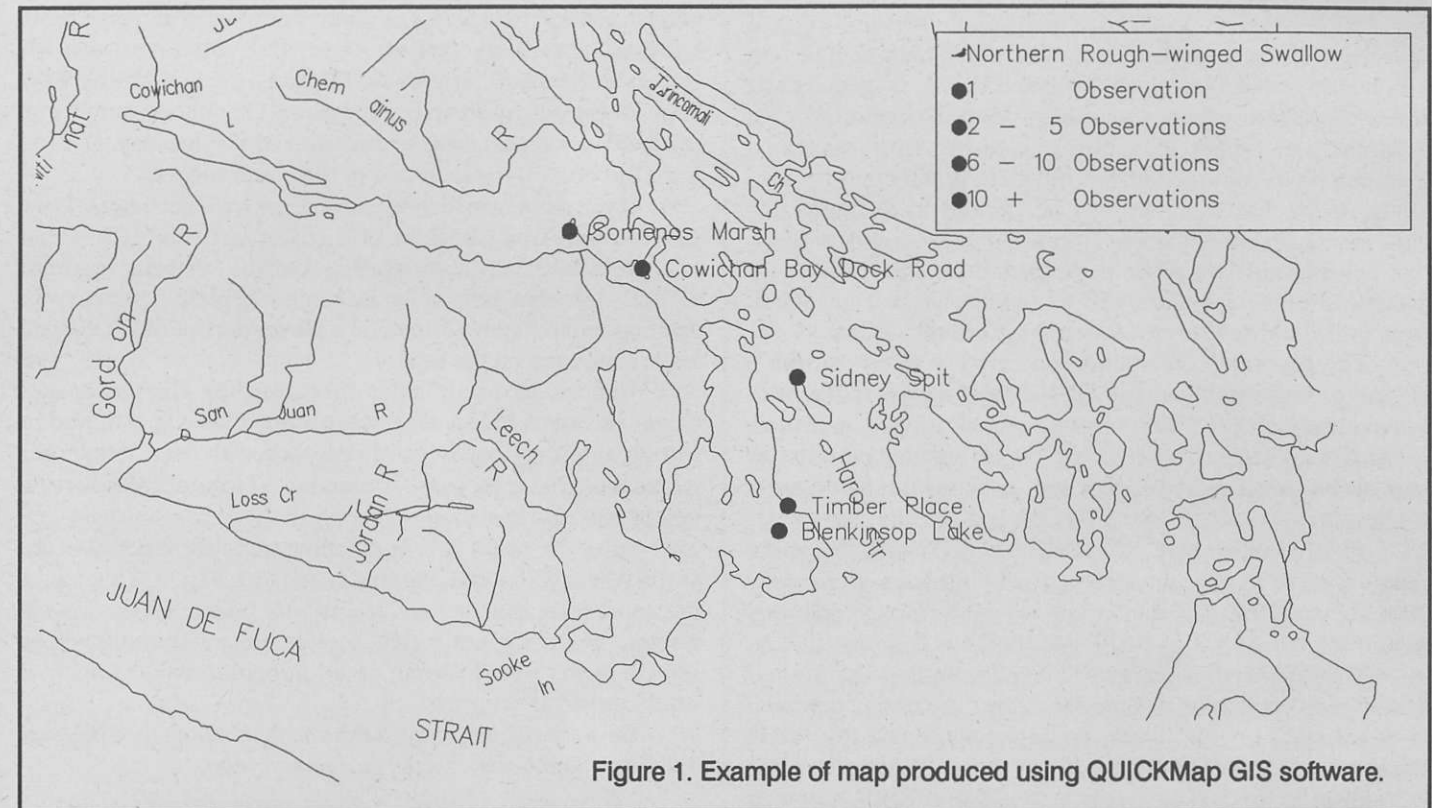 Northern Rough-winged Swallow
1 Observation
2 - 5 Observations
6 - 10 Observations
10 + Observations
R
Cowichan
L
Chem
ainus
R
Trincomali
Ch
nat
Somenos Marsh
Cowichan Bay Dock Road
R
on
Gord
Sidney Spit
San Juan R
Leech
R
Haro
Str
Loss Cr
Jordan R
Timber Place
Blenkinsop Lake
JUAN DE FUCA
Sooke
In
STRAIT
Figure 1. Example of map produced using QUICKMap GIS software.